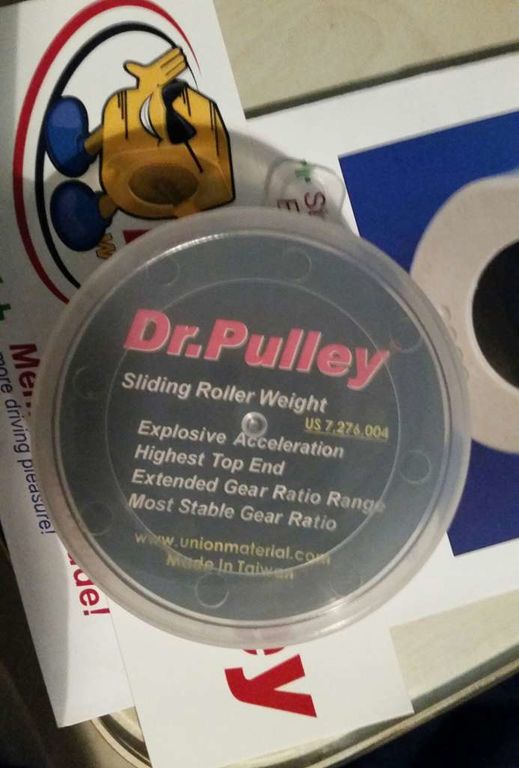 Dr.Pulley
Sliding Roller Weight
US 7,276,004
Explosive Acceleration
Highest Top End
Extended Gear Ratio Range
Most Stable Gear Ratio
www.unionmaterial.com
Made In Taiwan
more driving pleasure!